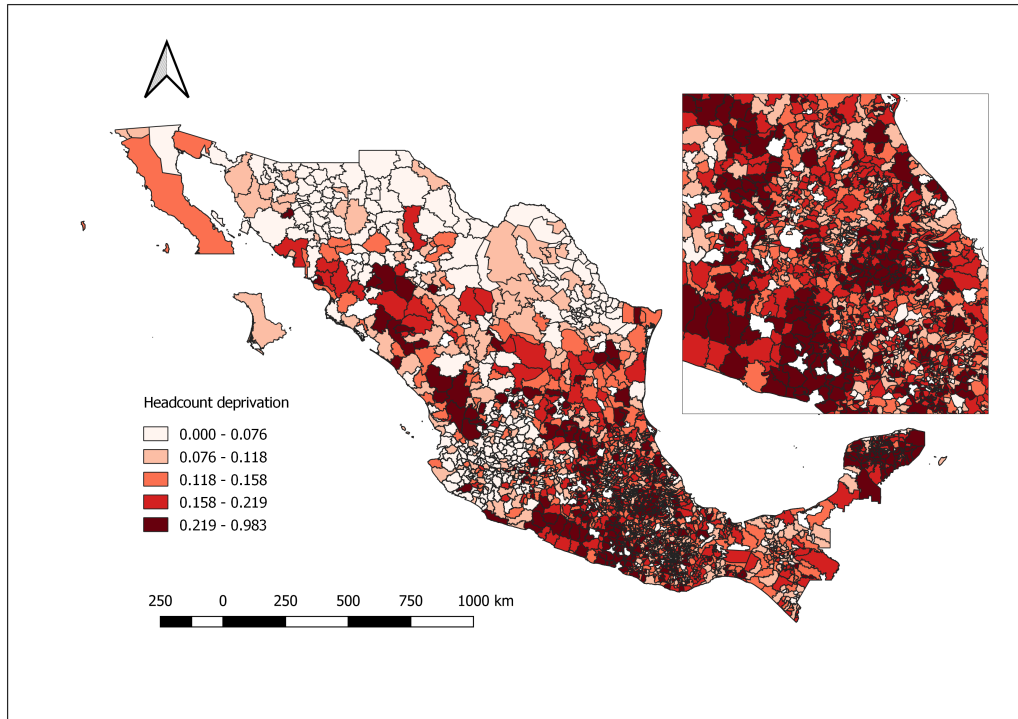 Headcount deprivation
0.000 - 0.076
0.076 - 0.118
0.118 - 0.158
0.158 - 0.219
0.219 - 0.983
250 0 250 500 750 1000 km